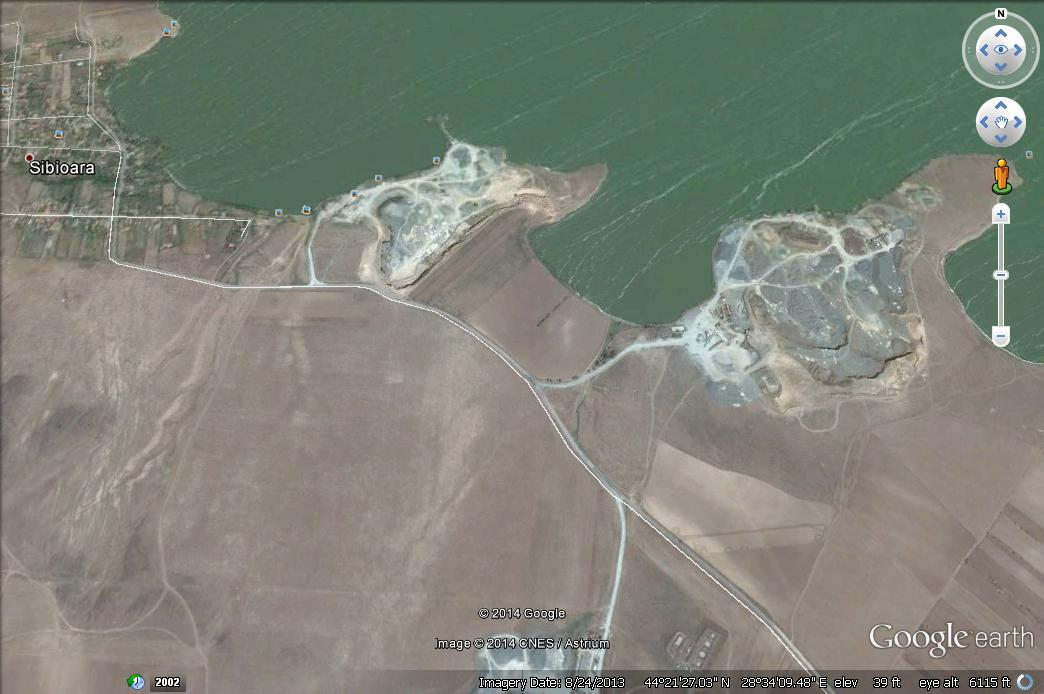 N
Sibioara
© 2014 Google
Image © 2014 CNES / Astrium
Google earth
2002
Imagery Date: 8/24/2013 44°21'27.03" N 28°34'09.48" E elev 39 ft eye alt 6115 ft